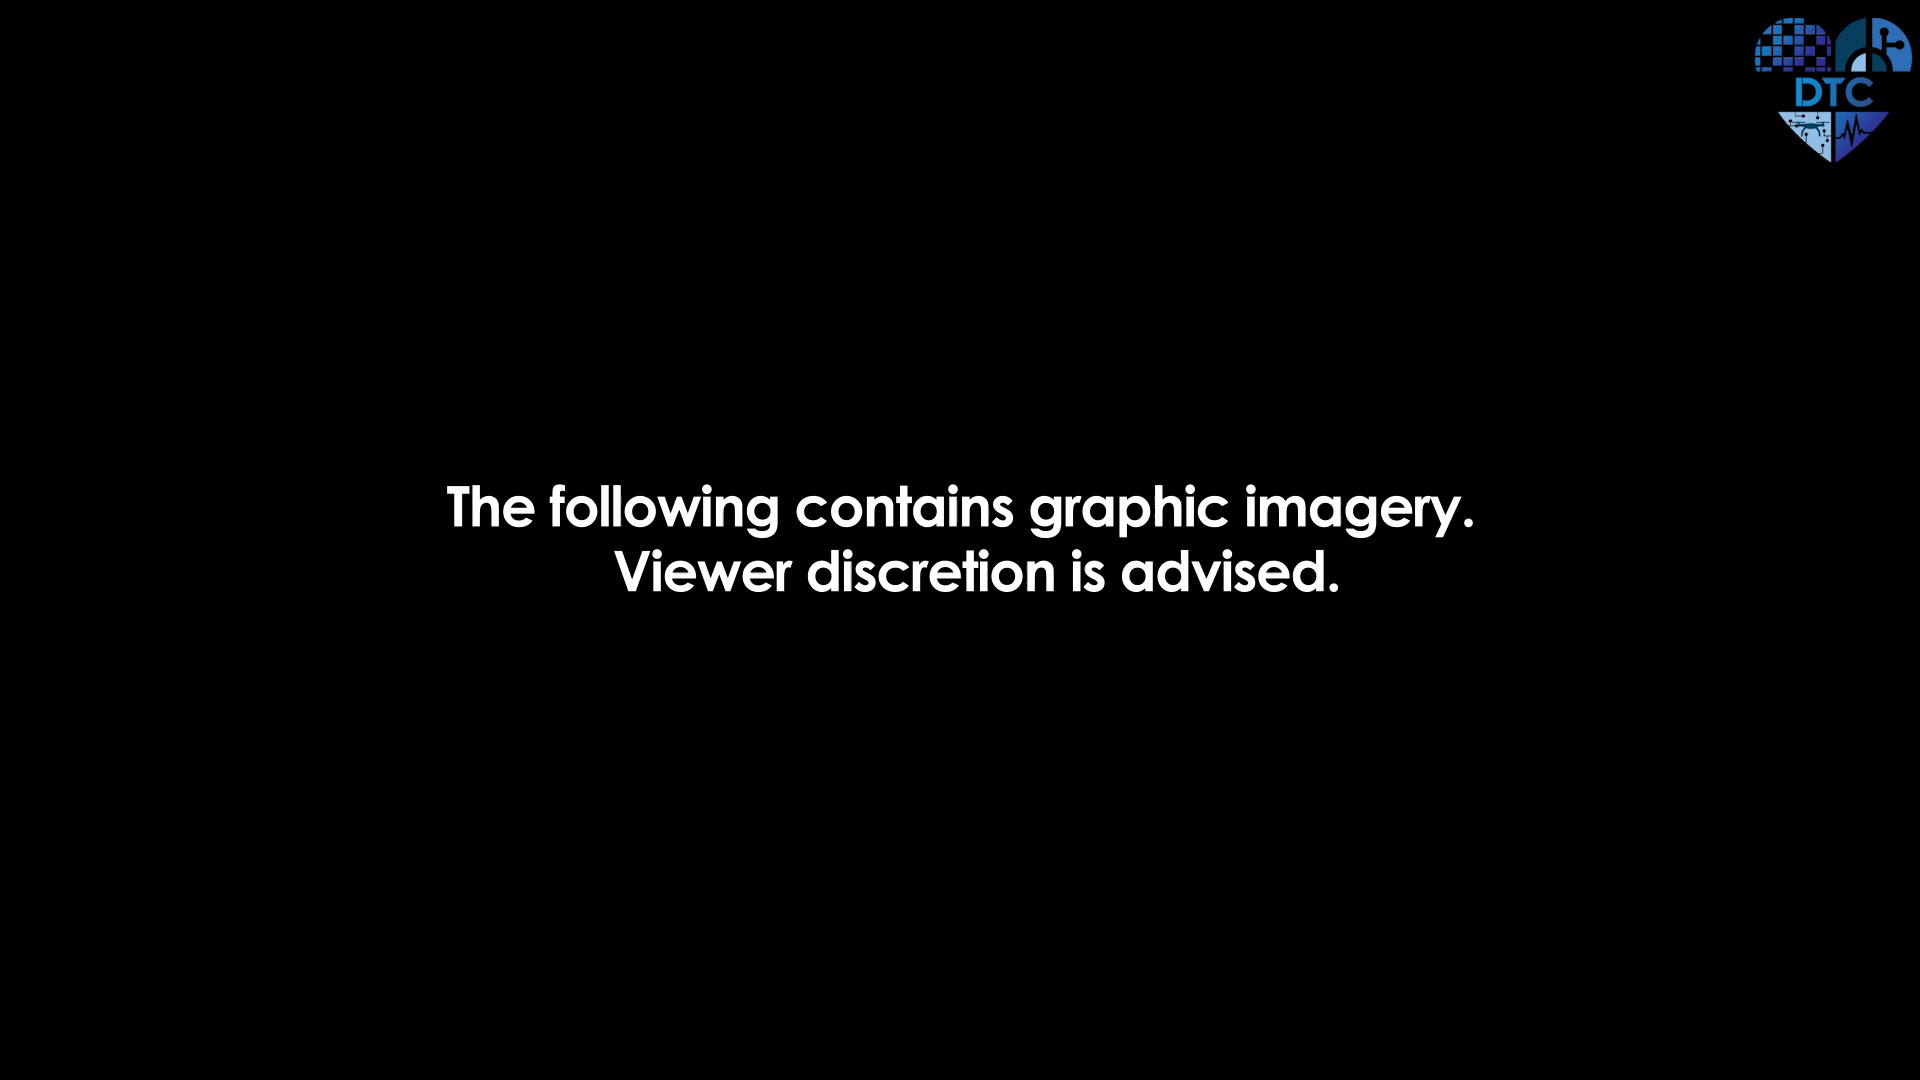 DTC
The following contains graphic imagery.
Viewer discretion is advised.